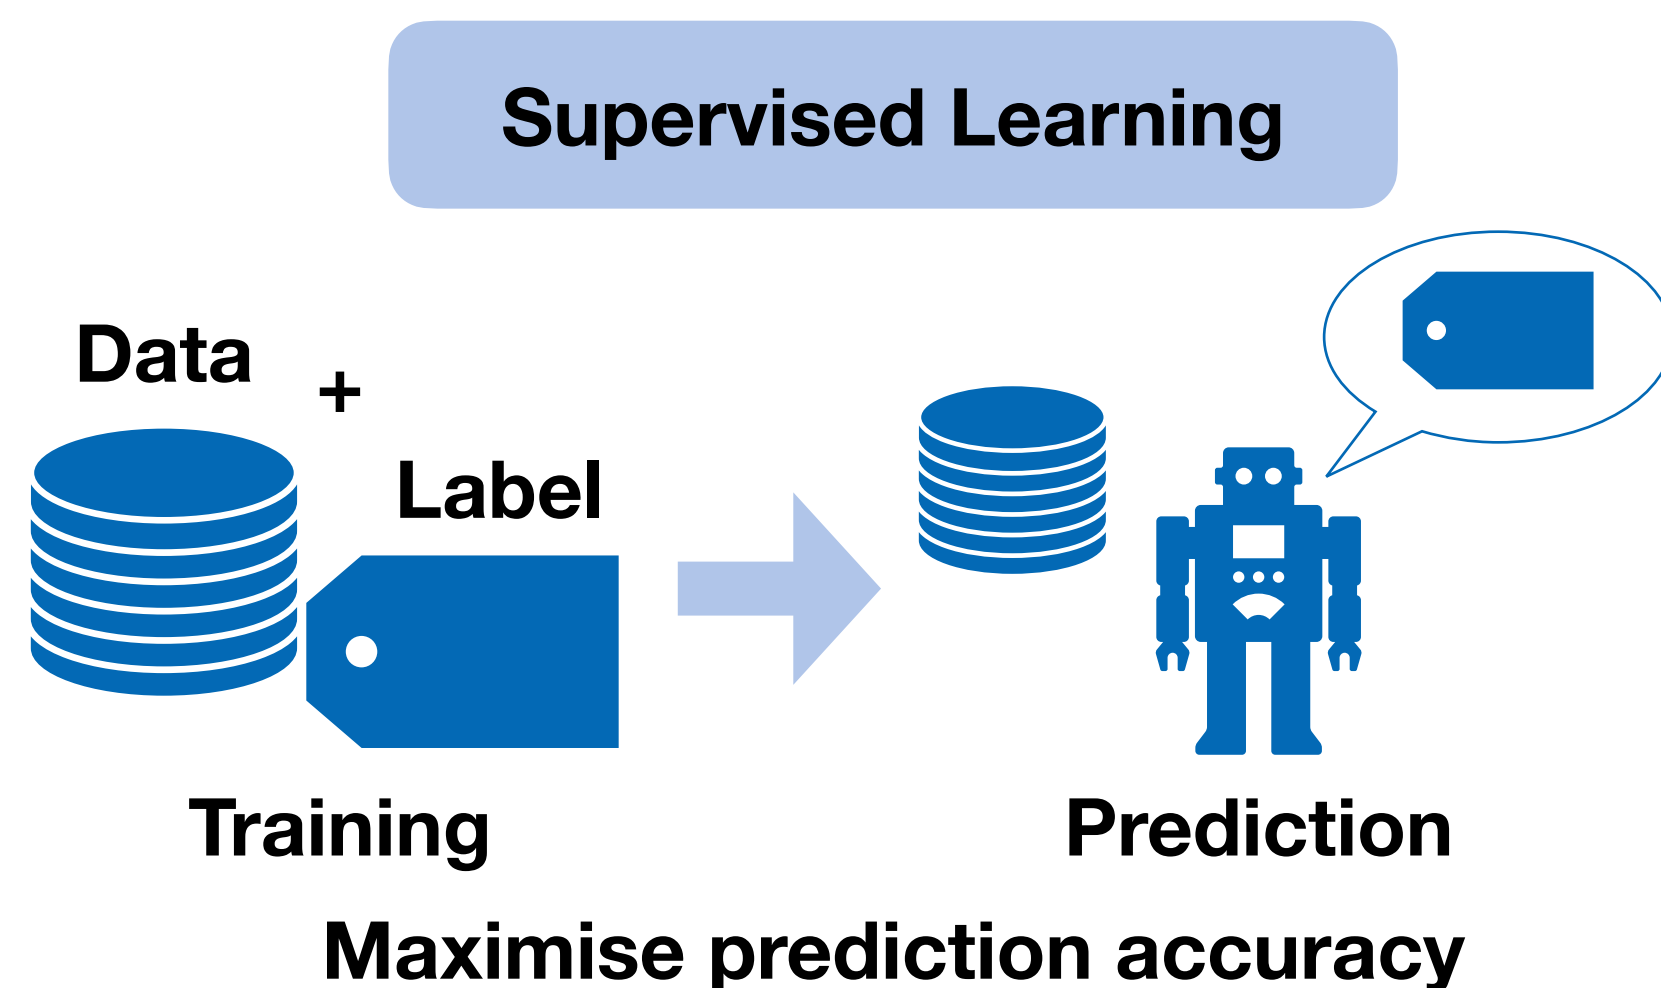 Supervised Learning
Data
+
Label
Training
Prediction
Maximise prediction accuracy